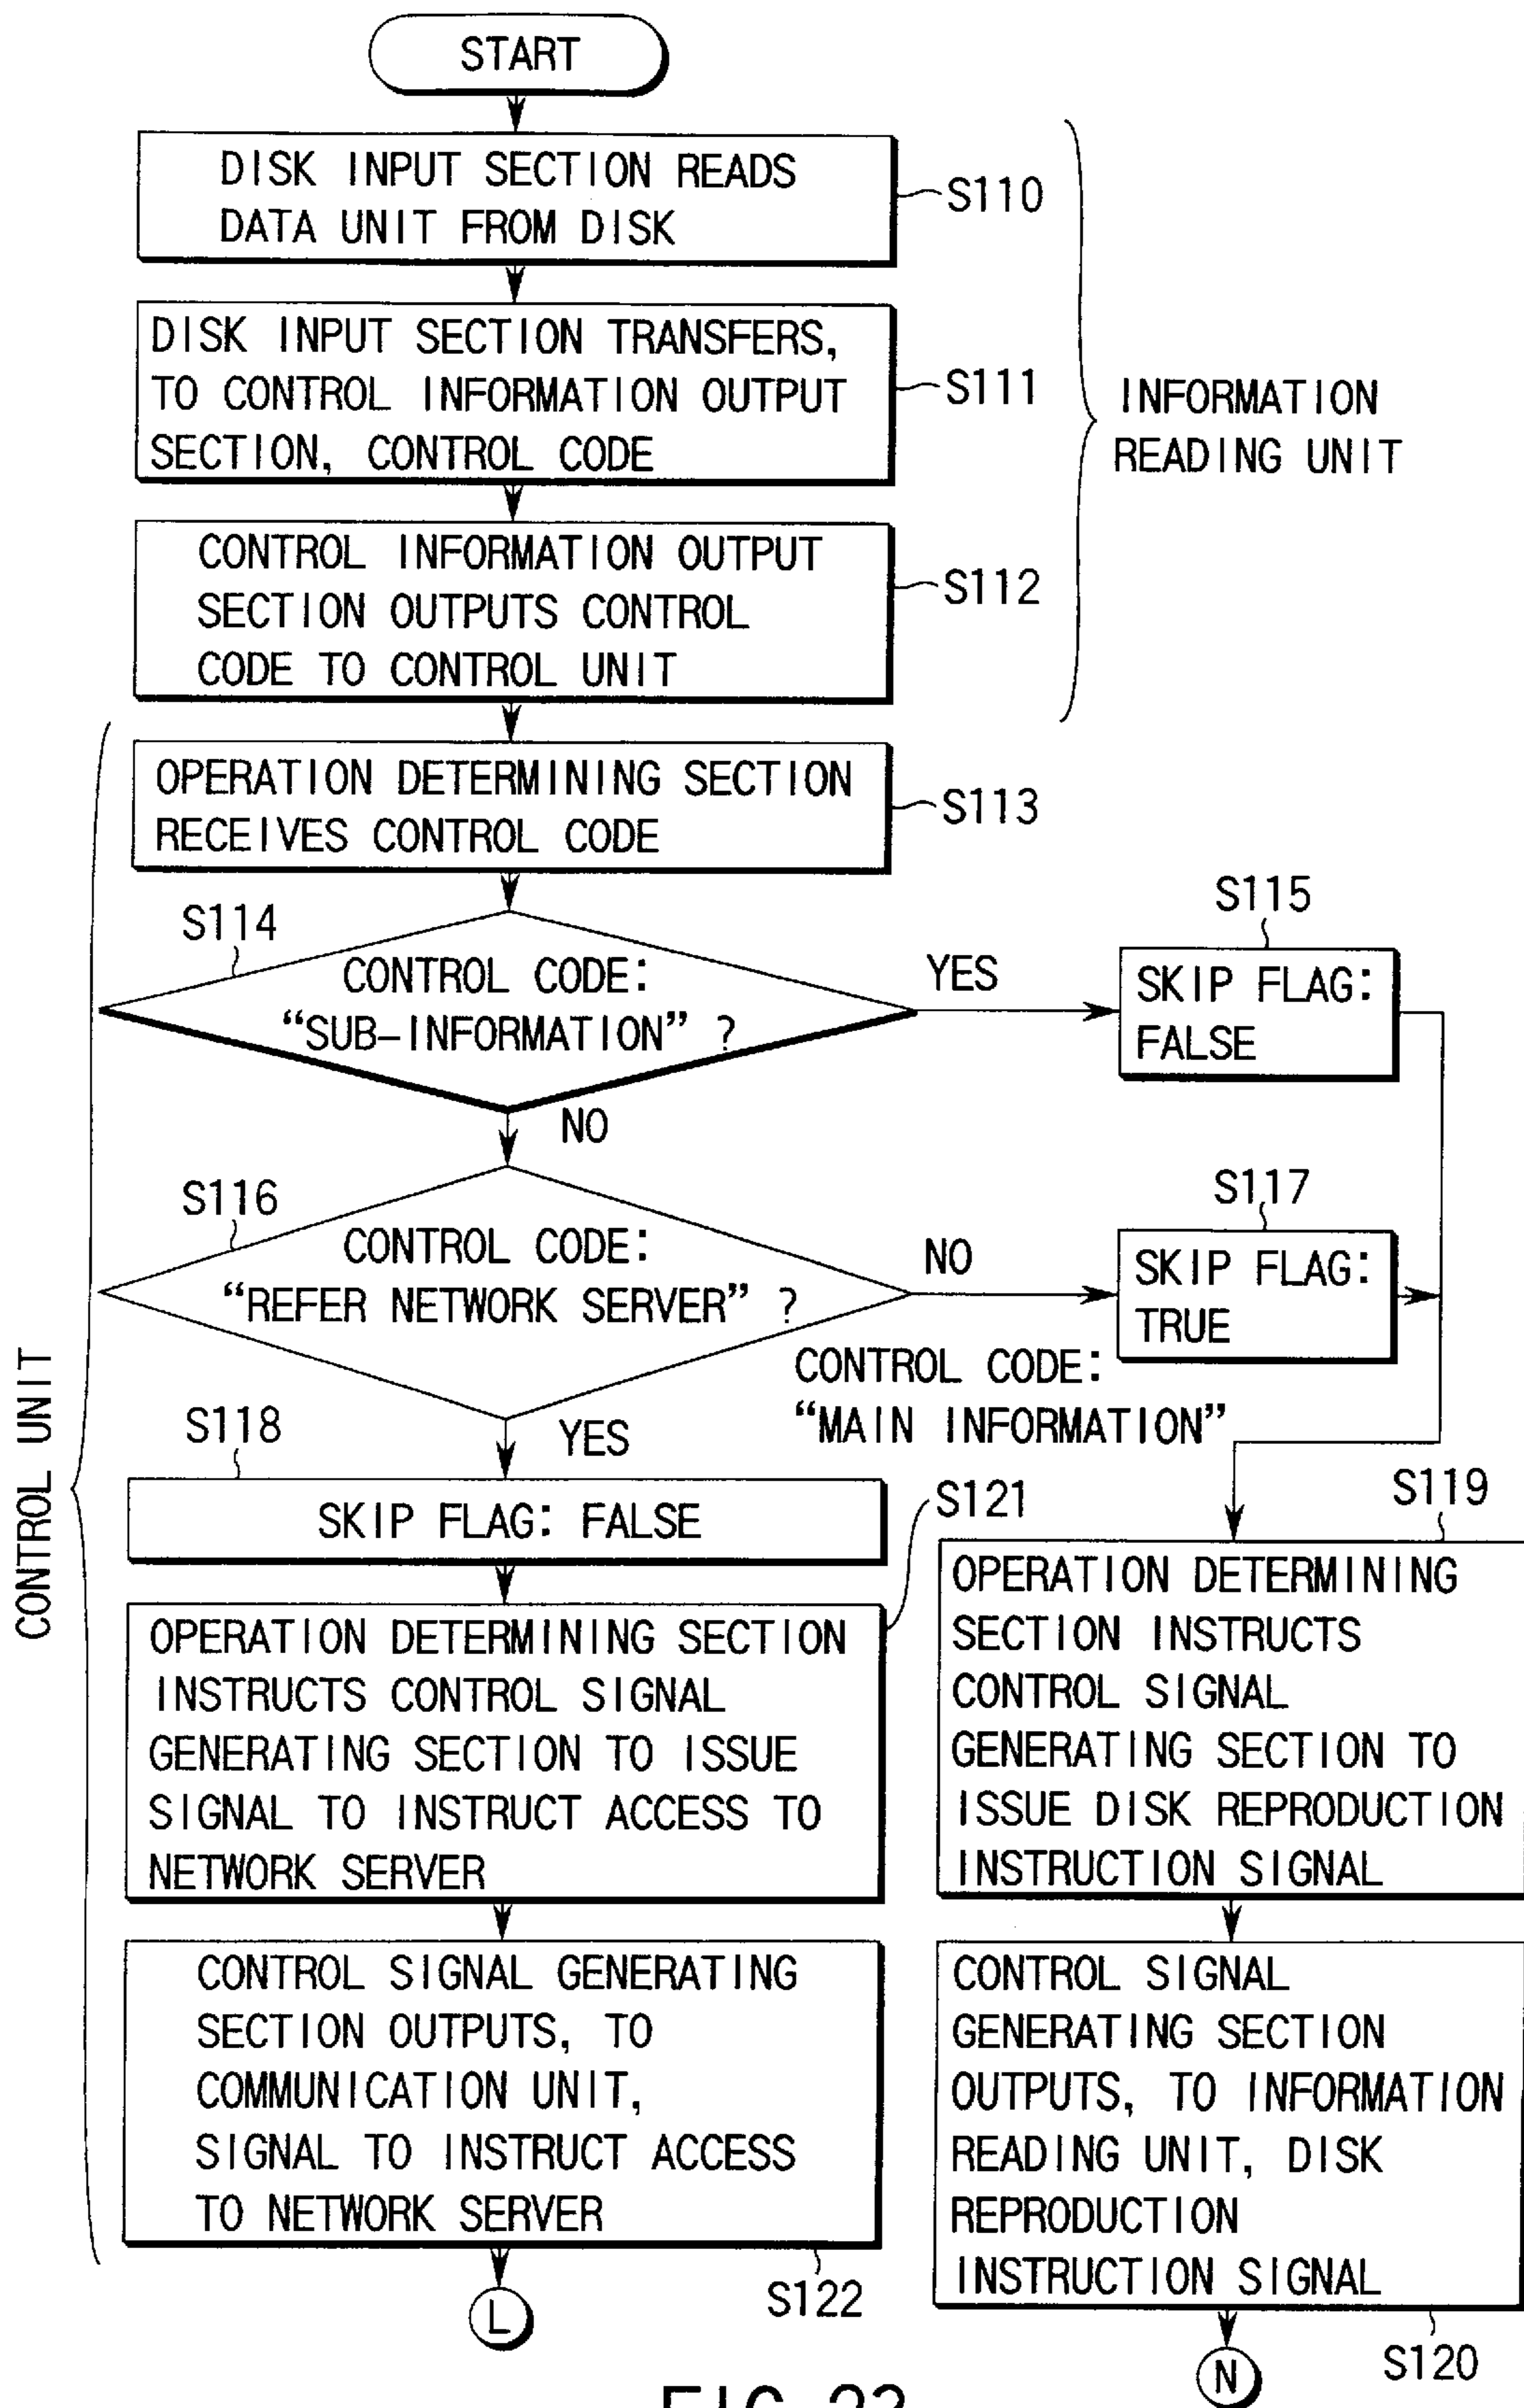 START
DISK INPUT SECTION READS
DATA UNIT FROM DISK
S110
DISK INPUT SECTION TRANSFERS,
TO CONTROL INFORMATION OUTPUT
SECTION, CONTROL CODE
S111
INFORMATION
READING UNIT
CONTROL INFORMATION OUTPUT
SECTION OUTPUTS CONTROL
CODE TO CONTROL UNIT
S112
OPERATION DETERMINING SECTION
RECEIVES CONTROL CODE
S113
S114
CONTROL CODE:
“SUB-INFORMATION” ?
YES
NO
S115
SKIP FLAG:
FALSE
S116
CONTROL CODE:
“REFER NETWORK SERVER” ?
NO
YES
S117
SKIP FLAG:
TRUE
CONTROL CODE:
“MAIN INFORMATION”
CONTROL UNIT
S118
SKIP FLAG: FALSE
S121
OPERATION DETERMINING SECTION
INSTRUCTS CONTROL SIGNAL
GENERATING SECTION TO ISSUE
SIGNAL TO INSTRUCT ACCESS TO
NETWORK SERVER
S119
OPERATION DETERMINING
SECTION INSTRUCTS
CONTROL SIGNAL
GENERATING SECTION TO
ISSUE DISK REPRODUCTION
INSTRUCTION SIGNAL
CONTROL SIGNAL GENERATING
SECTION OUTPUTS, TO
COMMUNICATION UNIT,
SIGNAL TO INSTRUCT ACCESS
TO NETWORK SERVER
S122
L
CONTROL SIGNAL
GENERATING SECTION
OUTPUTS, TO INFORMATION
READING UNIT, DISK
REPRODUCTION
INSTRUCTION SIGNAL
S120
N